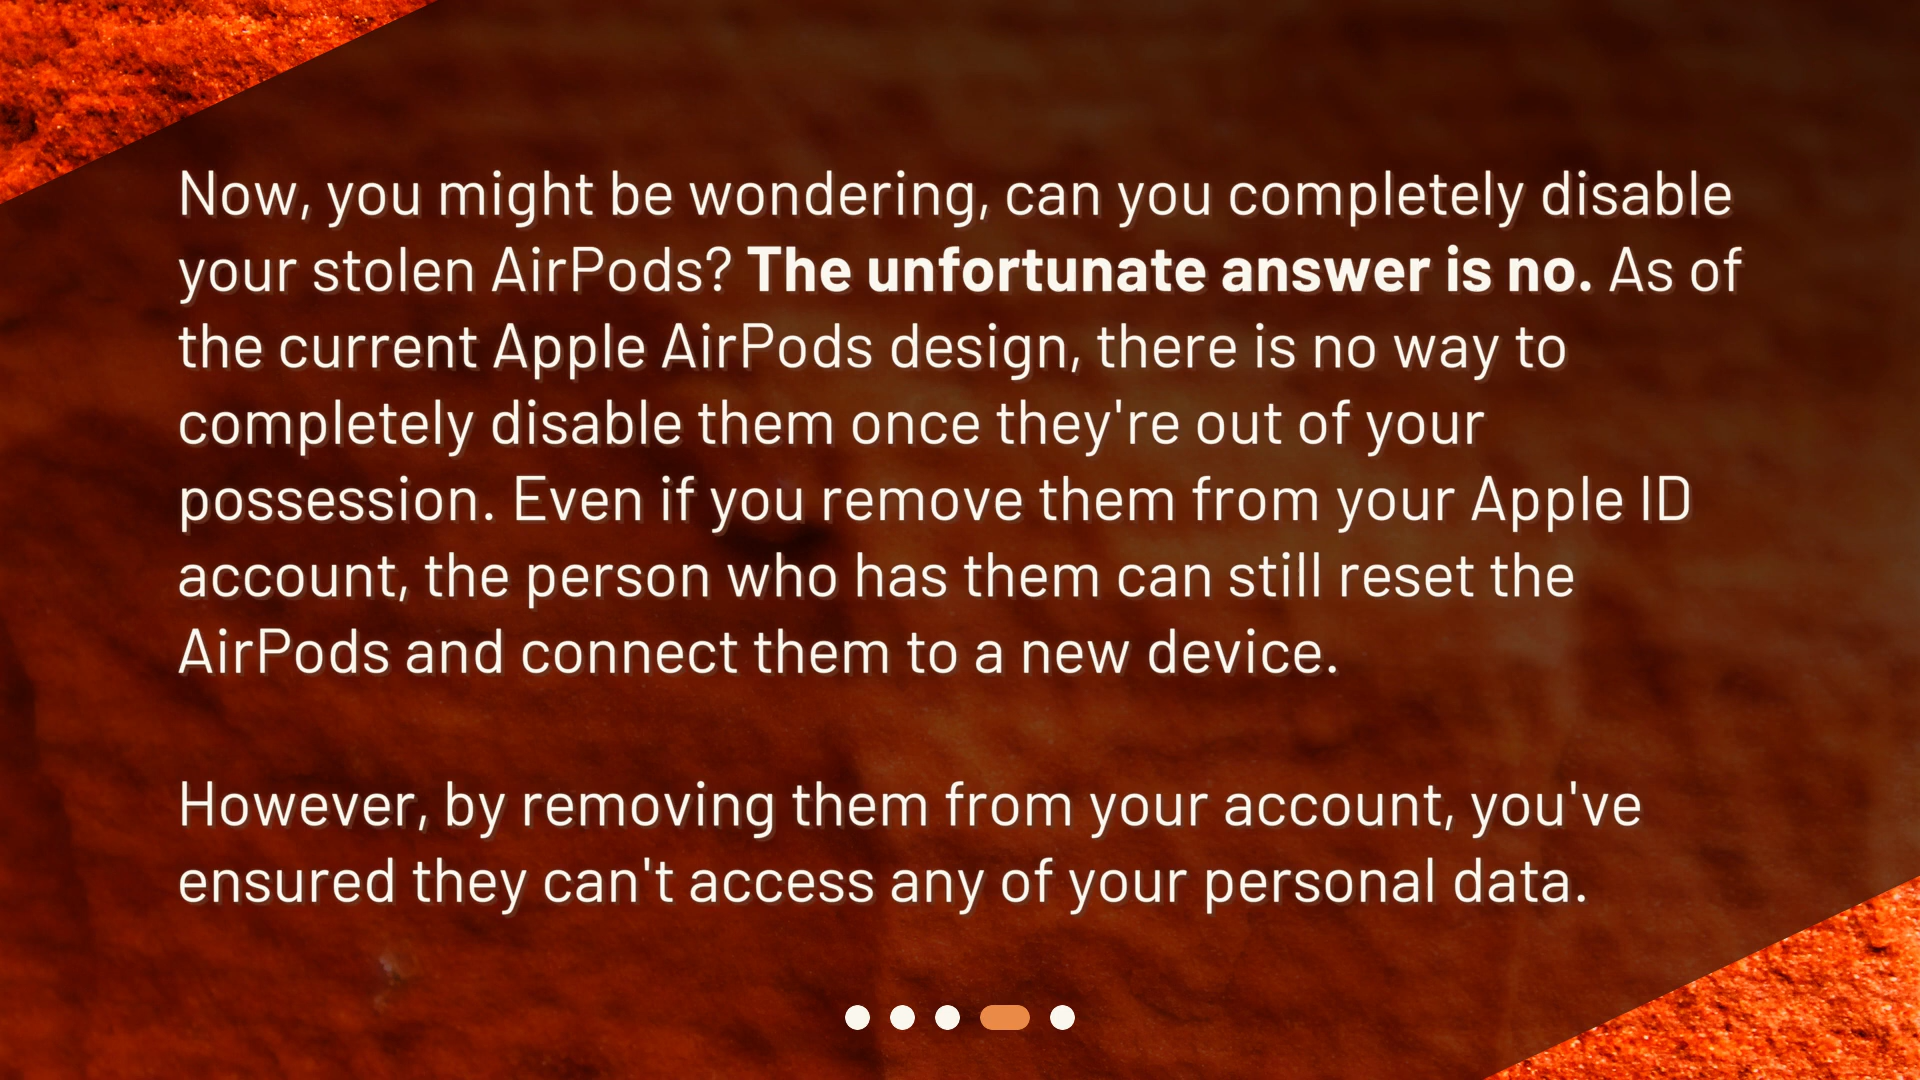 Now, you might be wondering, can you completely disable
your stolen AirPods? The unfortunate answer is no. As of
the current Apple AirPods design, there is no way to
completely disable them once they're out of your
possession. Even if you remove them from your Apple ID
account, the person who has them can still reset the
AirPods and connect them to a new device.
However, by removing them from your account, you've
ensured they can't access any of your personal data.